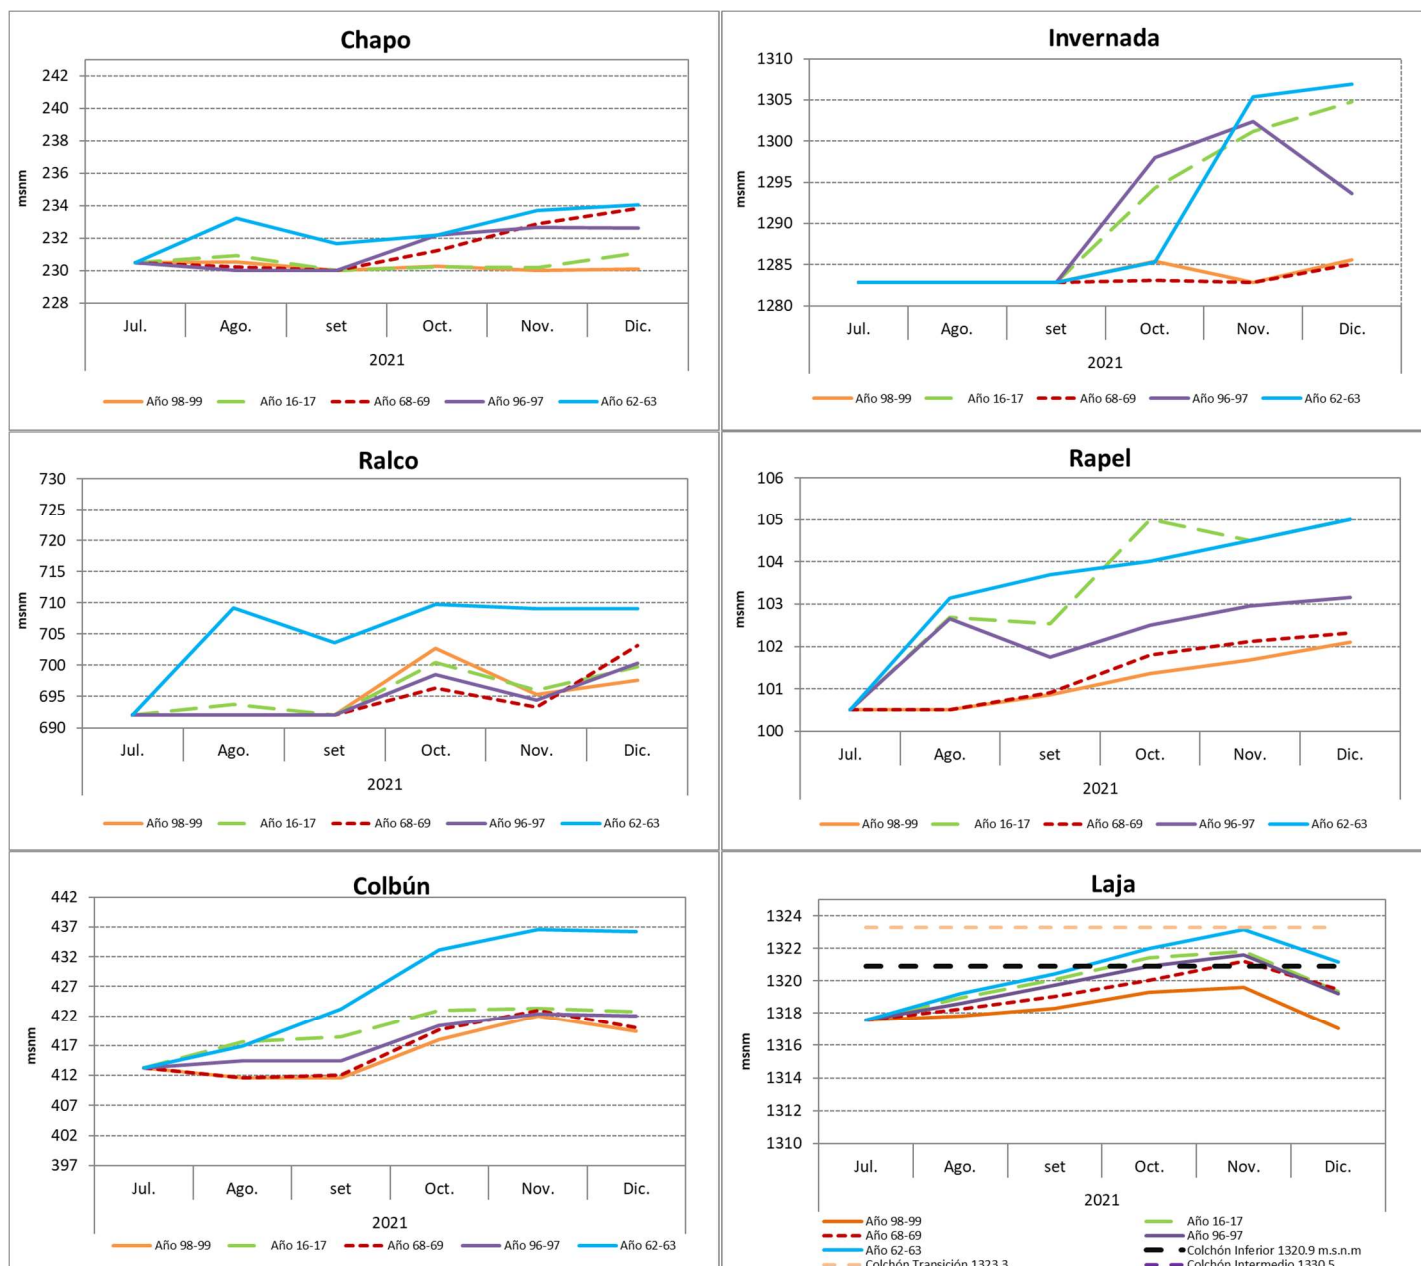 Chapo
242
240
238
236
234
232
230
228
msnm
Jul. Ago. set Oct. Nov. Dic.
2021
Año 98-99 Año 16-17 Año 68-69 Año 96-97 Año 62-63
Invernada
1310
1305
1300
1295
1290
1285
1280
msnm
Jul. Ago. set Oct. Nov. Dic.
2021
Año 98-99 Año 16-17 Año 68-69 Año 96-97 Año 62-63
Ralco
730
725
720
715
710
705
700
695
690
msnm
Jul. Ago. set Oct. Nov. Dic.
2021
Año 98-99 Año 16-17 Año 68-69 Año 96-97 Año 62-63
Rapel
106
105
104
103
102
101
100
msnm
Jul. Ago. set Oct. Nov. Dic.
2021
Año 98-99 Año 16-17 Año 68-69 Año 96-97 Año 62-63
Colbún
442
437
432
427
422
417
412
407
402
397
msnm
Jul. Ago. set Oct. Nov. Dic.
2021
Año 98-99 Año 16-17 Año 68-69 Año 96-97 Año 62-63
Laja
1324
1322
1320
1318
1316
1314
1312
1310
msnm
Jul. Ago. set Oct. Nov. Dic.
2021
Año 98-99 Año 16-17
Año 68-69 Año 96-97
Año 62-63 Colchón Inferior 1320.9 m.s.n.m
Colchón Transición 1323.3 Colchón Intermedio 1330.5